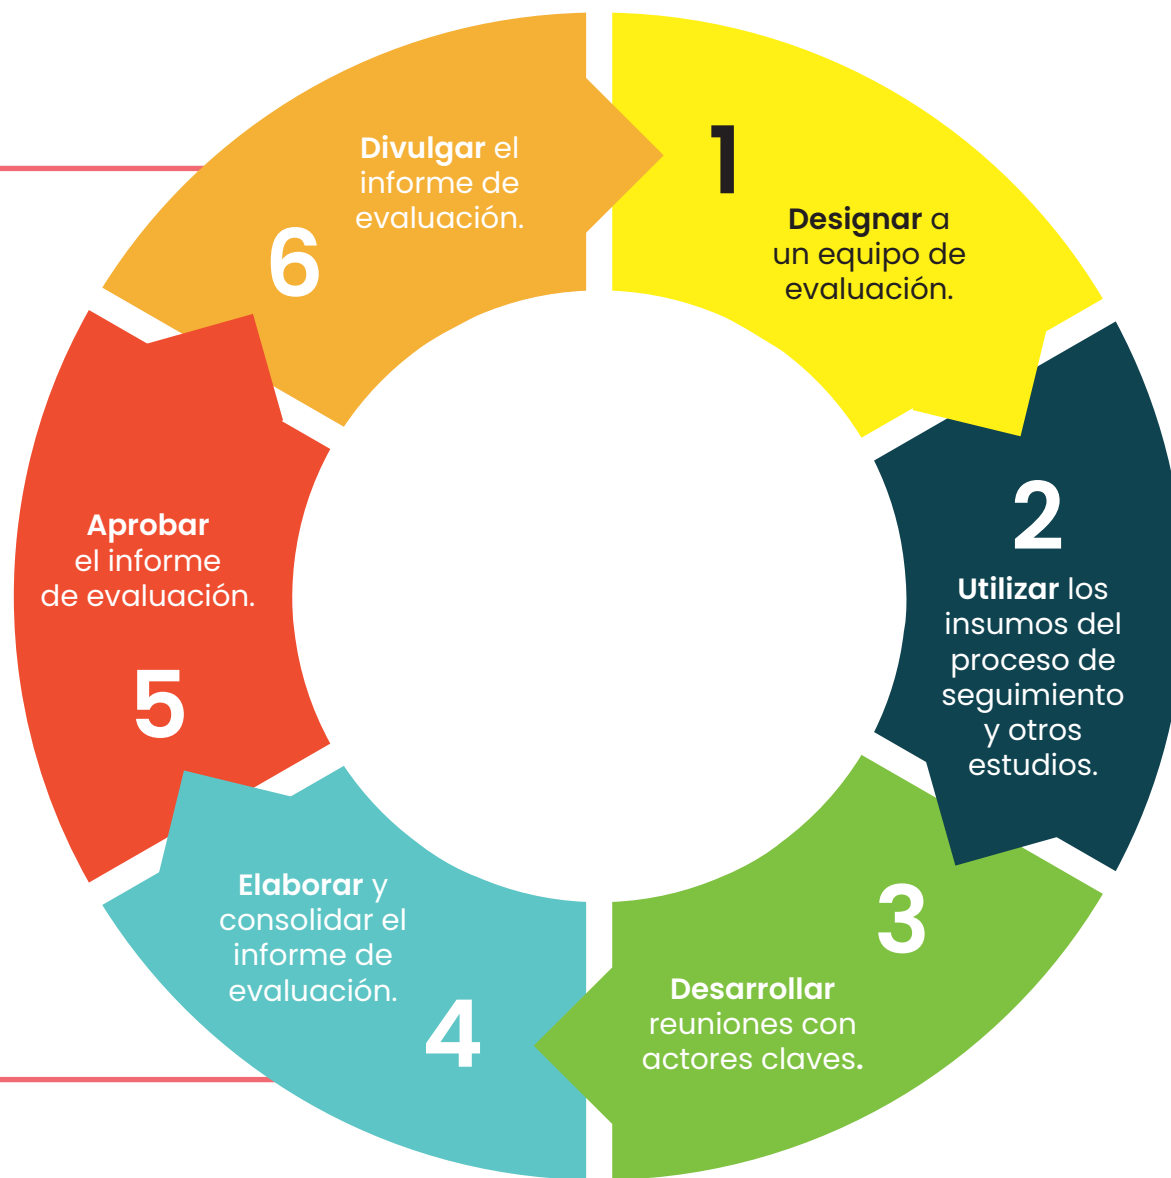 1
Designar a
un equipo de
evaluación.
2
Utilizar los
insumos del
proceso de
seguimiento
y otros
estudios.
3
Desarrollar
reuniones con
actores claves.
4
Elaborar y
consolidar el
informe de
evaluación.
5
Aprobar
el informe
de evaluación.
6
Divulgar el
informe de
evaluación.